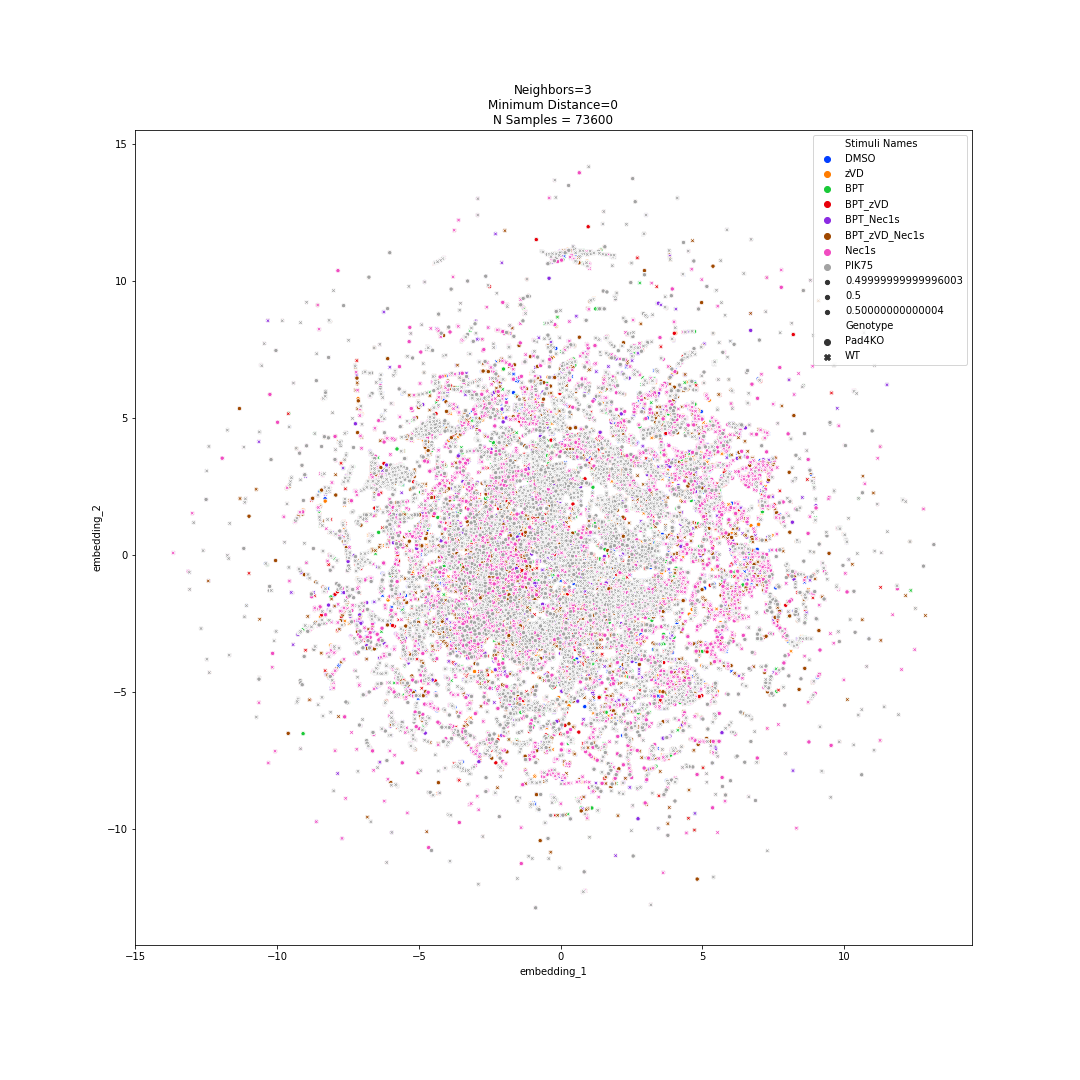 Neighbors=3
Minimum Distance=0
N Samples = 73600
15
10
5
0
−5
−10
embedding_2
−15
−10
−5
0
5
10
embedding_1
Stimuli Names
DMSO
zVD
BPT
BPT_zVD
BPT_Nec1s
BPT_zVD_Nec1s
Nec1s
PIK75
0.49999999999996003
0.5
0.50000000000004
Genotype
Pad4KO
WT